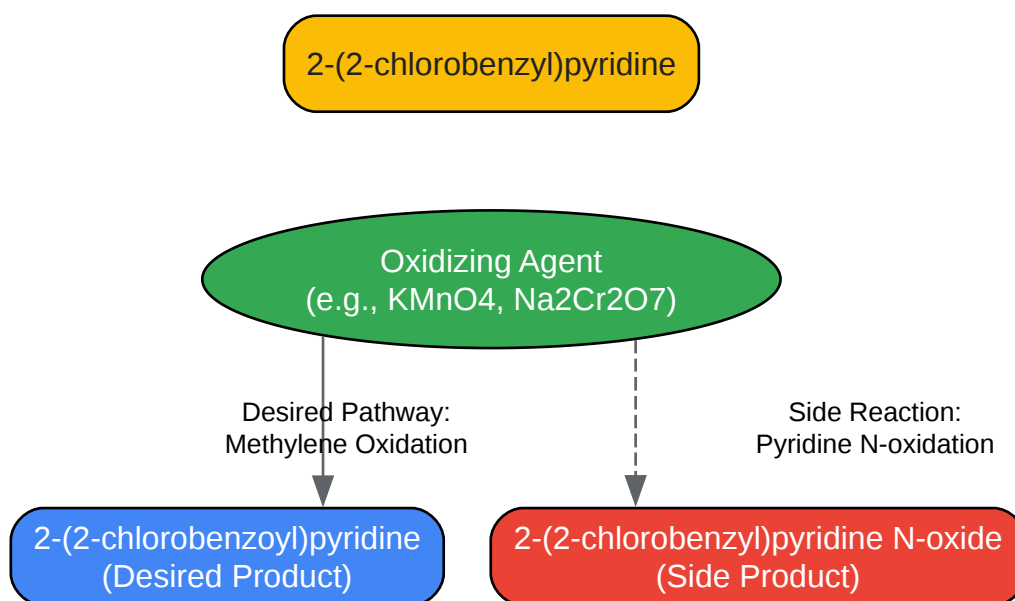 2-(2-chlorobenzyl)pyridine
Oxidizing Agent
(e.g., KMnO4, Na2Cr2O7)
Desired Pathway:
Methylene Oxidation
Side Reaction:
Pyridine N-oxidation
2-(2-chlorobenzoyl)pyridine
(Desired Product)
2-(2-chlorobenzyl)pyridine N-oxide
(Side Product)